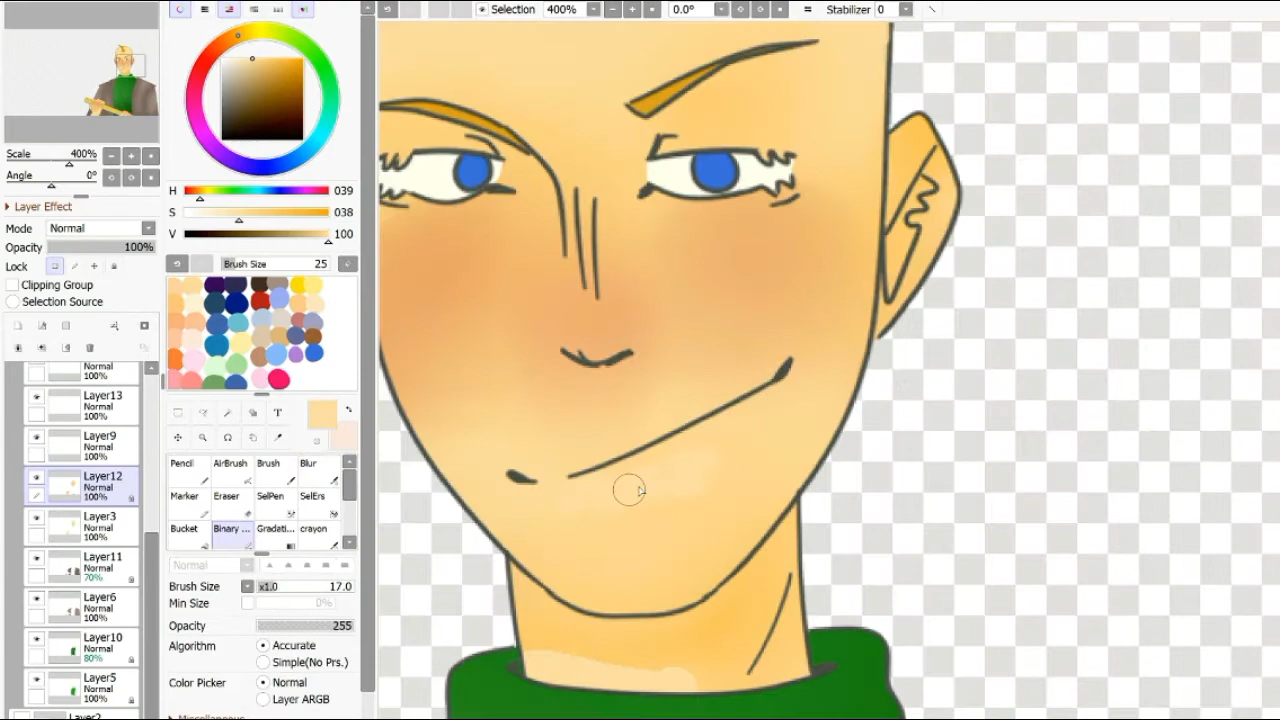 Selection 400% 0.0° Stabilizer 0
Scale 400%
Angle 0°
Layer Effect
Mode Normal
Opacity 100%
Lock
Clipping Group
Selection Source
Normal
100%
Layer13
Normal
100%
Layer9
Normal
100%
Layer12
Normal
100%
Layer3
Normal
100%
Layer11
Normal
70%
Layer6
Normal
100%
Layer10
Normal
80%
Layer5
Normal
100%
Layer2
H 039
S 038
V 100
Brush Size 25
T
Pencil AirBrush Brush Blur
Marker Eraser SelPen SelErs
Bucket Binary ... Gradati... crayon
Normal
Brush Size x1.0 17.0
Min Size 0%
Opacity 255
Algorithm Accurate
Simple(No Prs.)
Color Picker Normal
Layer ARGB
Miscellaneous